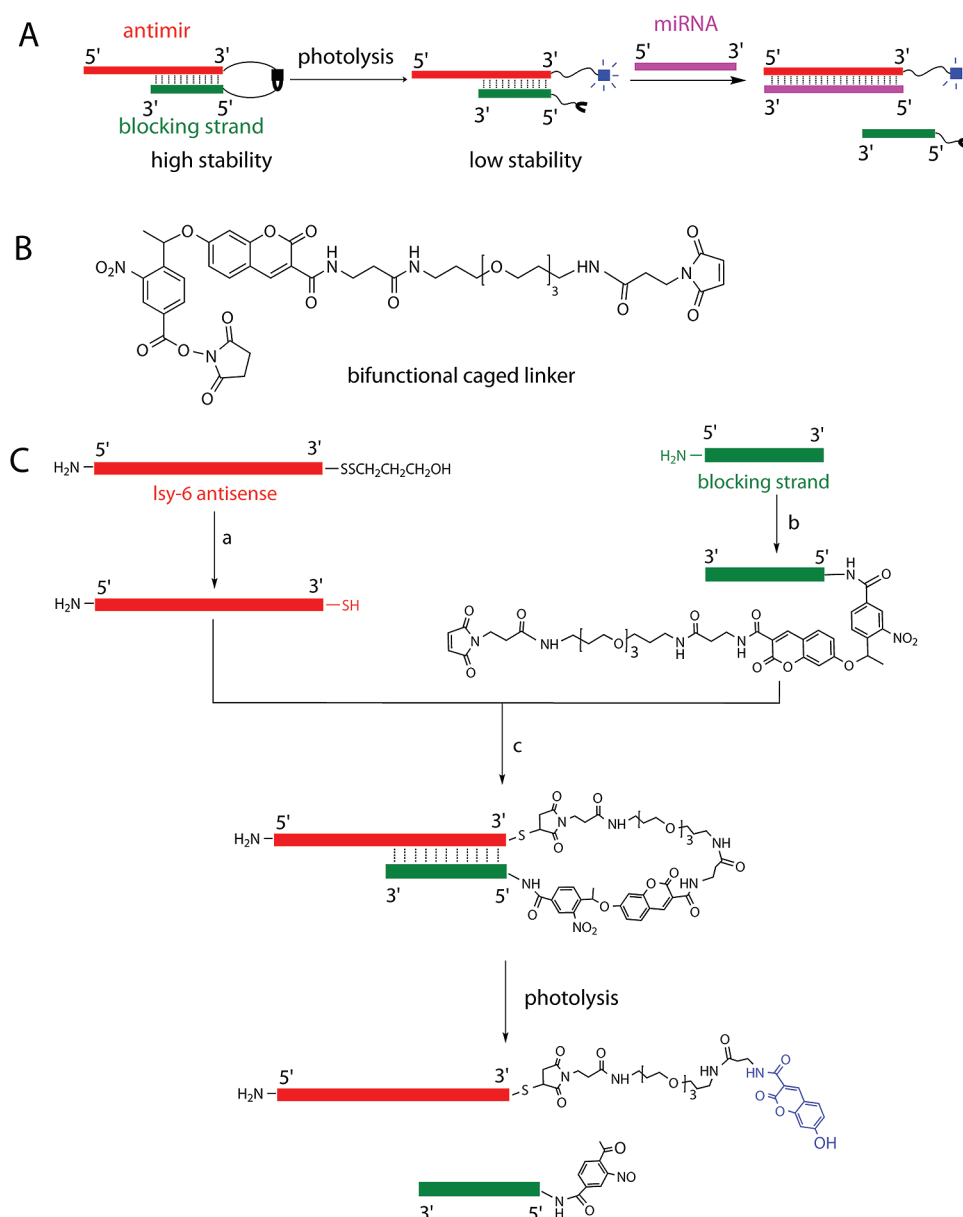 A
antimir
5' 3'
3' 5'
blocking strand
high stability
photolysis
5' 3'
3' 5'
low stability
miRNA
5' 3'
5' 3'
3' 5'
3' 5'
B
O
O₂N
O
O
O
H
N
O
H
N
O
O
3
NH
O
N
O
O
O
O
N
O
O
bifunctional caged linker
C
5' 3'
H₂N
SSCH₂CH₂CH₂OH
lsy-6 antisense
a
5' 3'
H₂N
SH
5' 3'
H₂N
blocking strand
b
3' 5'
NH
O
NO₂
O
O
O
O
H
N
O
N
H
O
3
N
H
O
N
O
O
c
5' 3'
H₂N
S
O
N
O
O
NH
O
3
NH
O
NH
O
O
O
O
NO₂
O
NH
3' 5'
photolysis
5' 3'
H₂N
S
O
N
O
O
NH
O
3
NH
O
HN
O
O
O
OH
O
NO
O
N
H
3' 5'